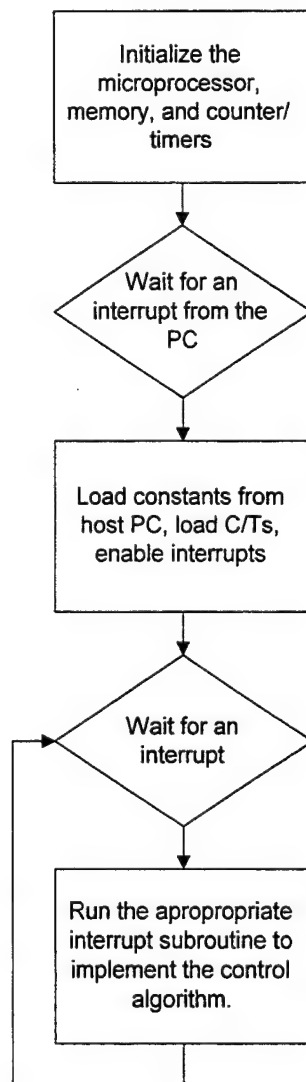 Initialize the
microprocessor,
memory, and counter/
timers
Wait for an
interrupt from the
PC
Load constants from
host PC, load C/Ts,
enable interrupts
Wait for an
interrupt
Run the apropropriate
interrupt subroutine to
implement the control
algorithm.